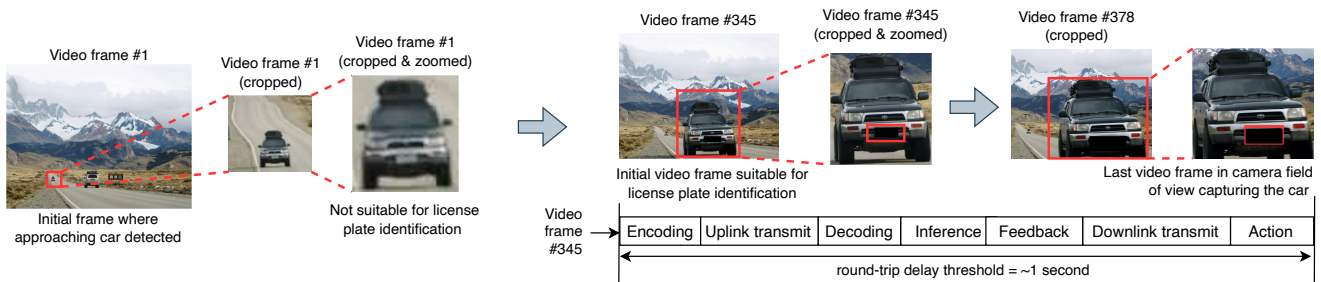 Video frame #1
Video frame #1
(cropped)
Video frame #1
(cropped & zoomed)
Initial frame where
approaching car detected
Not suitable for license
plate identification
Video frame #345
Video frame #345
(cropped & zoomed)
Video frame #378
(cropped)
Initial video frame suitable for
license plate identification
Last video frame in camera field
of view capturing the car
Video
frame
#345
Encoding
Uplink transmit
Decoding
Inference
Feedback
Downlink transmit
Action
round-trip delay threshold = ~1 second